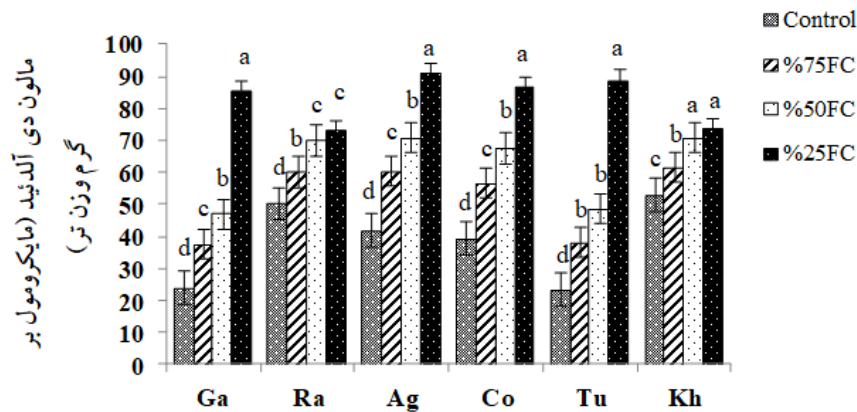 مالون دی آلدئید (مایکرومول بر
گرم وزن تر)
100
90
80
70
60
50
40
30
20
10
0
d c b a
d b c c
d c b a
d c b a
d b b a
c b a a
Ga Ra Ag Co Tu Kh
Control
%75FC
%50FC
%25FC